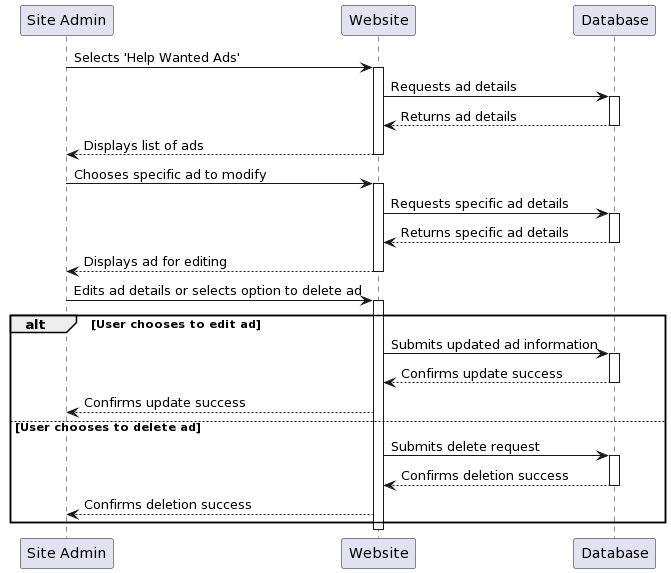 Site Admin Website Database
Selects 'Help Wanted Ads'
Requests ad details
Returns ad details
Displays list of ads
Chooses specific ad to modify
Requests specific ad details
Returns specific ad details
Displays ad for editing
Edits ad details or selects option to delete ad
alt [User chooses to edit ad]
Submits updated ad information
Confirms update success
Confirms update success
[User chooses to delete ad]
Submits delete request
Confirms deletion success
Confirms deletion success
Site Admin Website Database